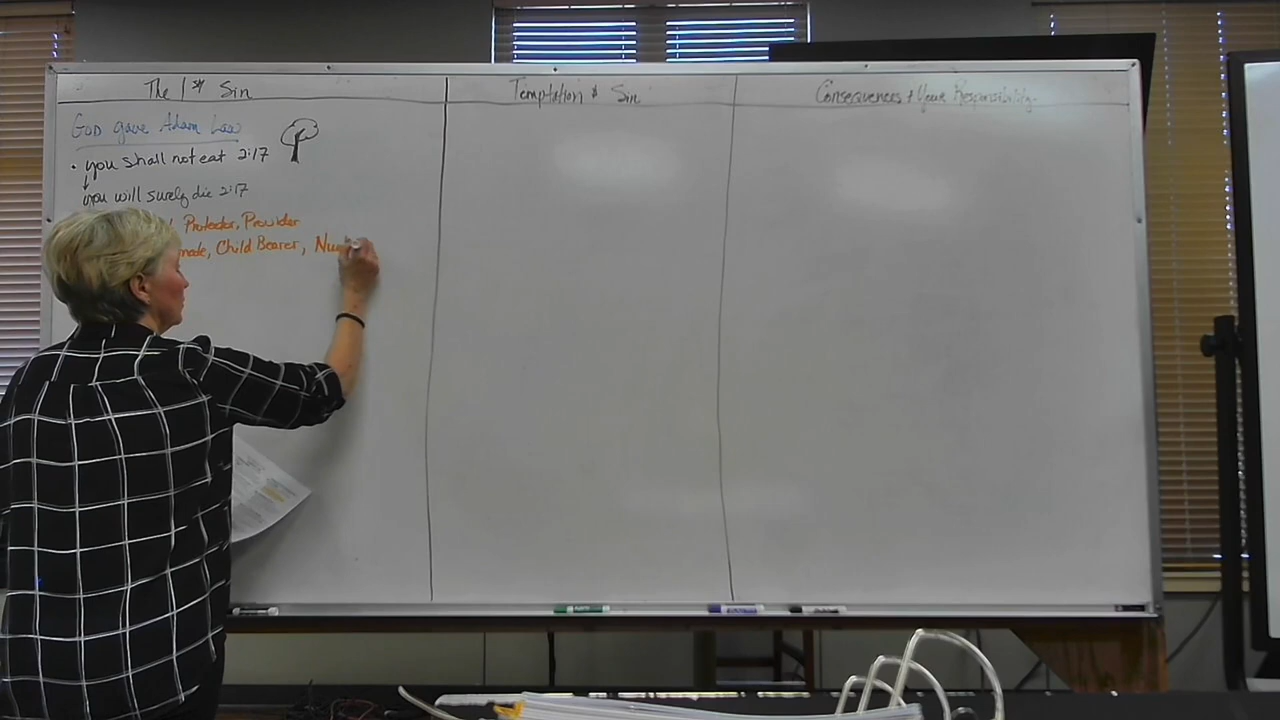 The 1st Sin
Temptation & Sin
Consequences & Your Responsibility
God gave Adam Law
• you shall not eat 2:17
you will surely die 2:17
Protector, Provider
Child Bearer,